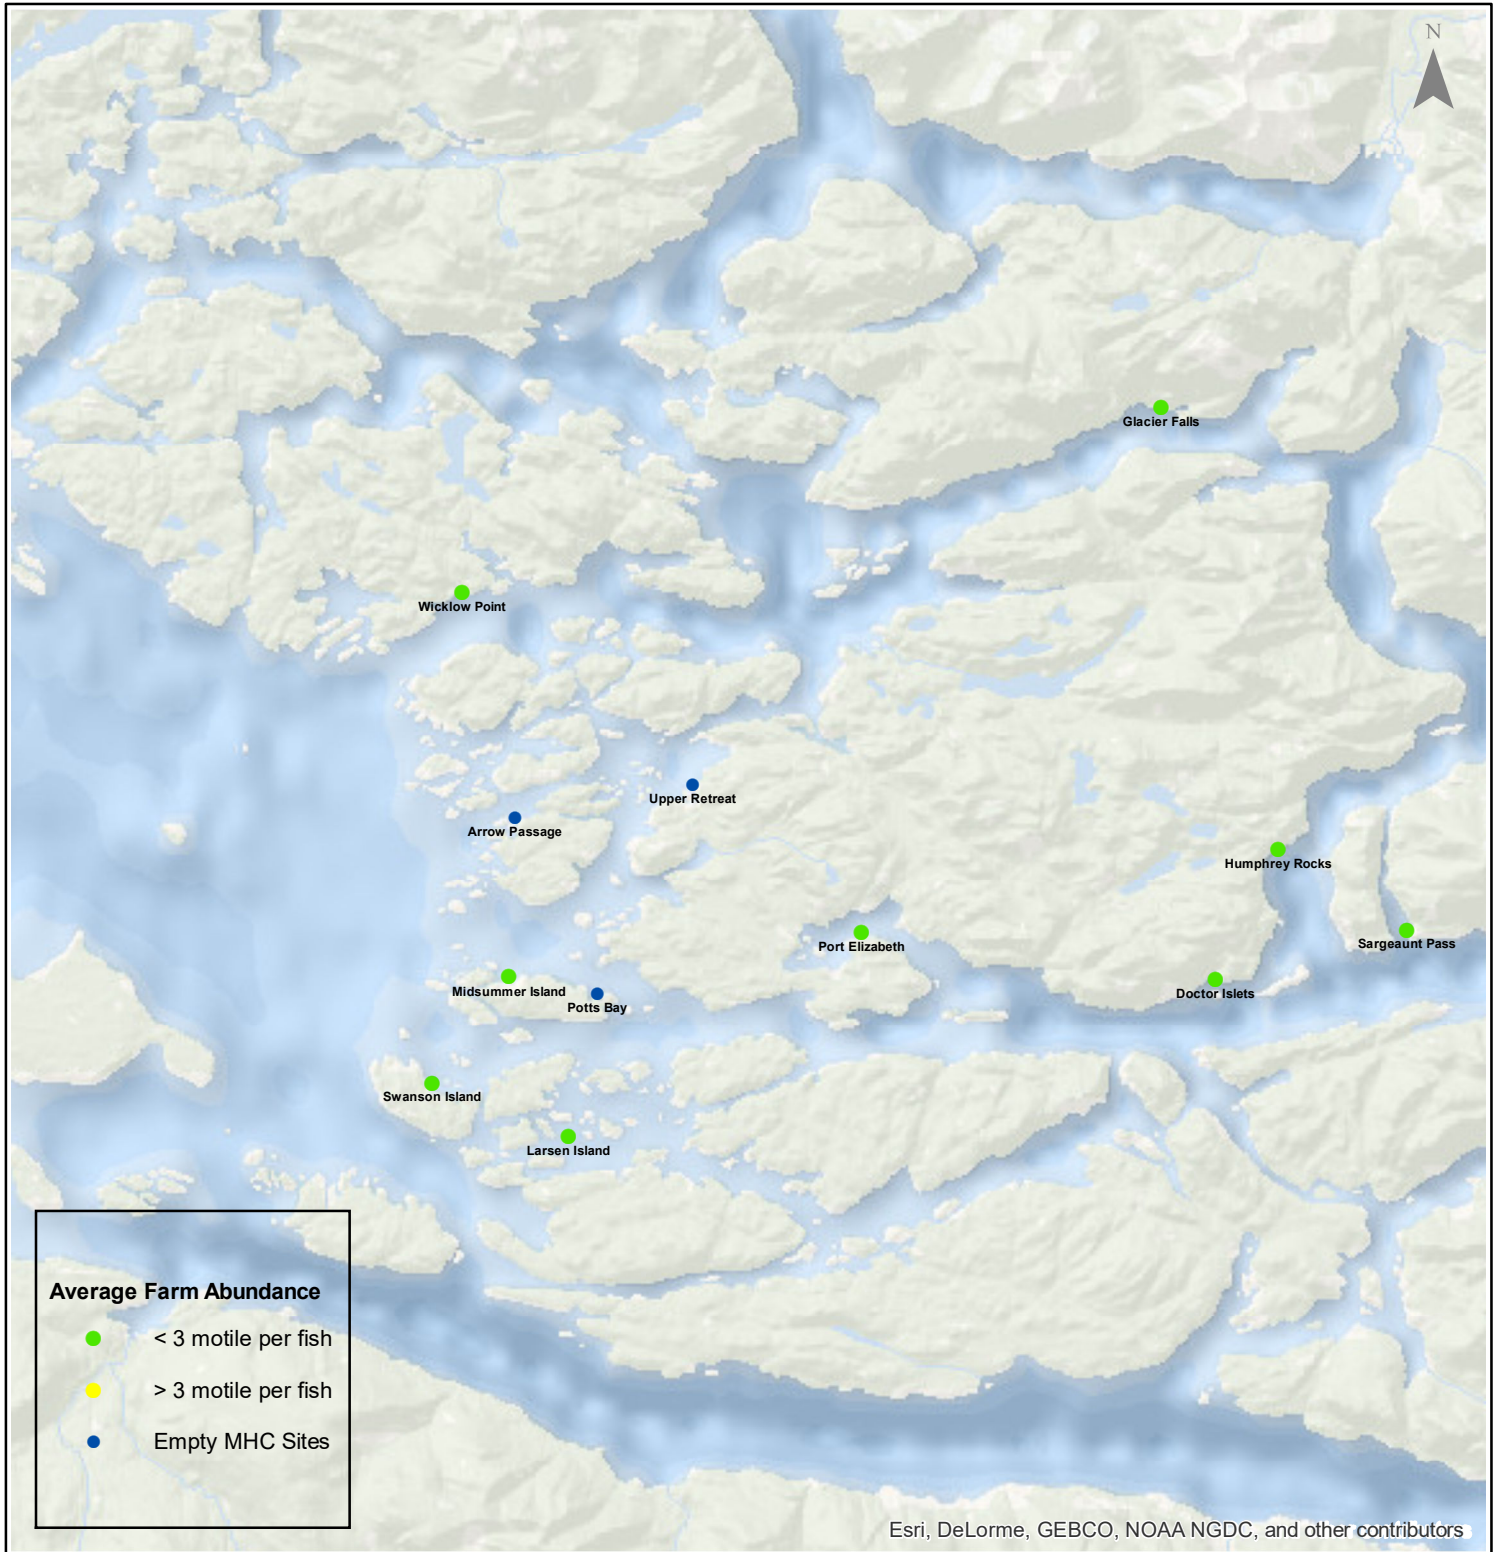 N
Glacier Falls
Wicklow Point
Upper Retreat
Arrow Passage
Humphrey Rocks
Port Elizabeth
Sargeaunt Pass
Midsummer Island
Doctor Islets
Potts Bay
Swanson Island
Larsen Island
Average Farm Abundance
< 3 motile per fish
> 3 motile per fish
Empty MHC Sites
Esri, DeLorme, GEBCO, NOAA NGDC, and other contributors